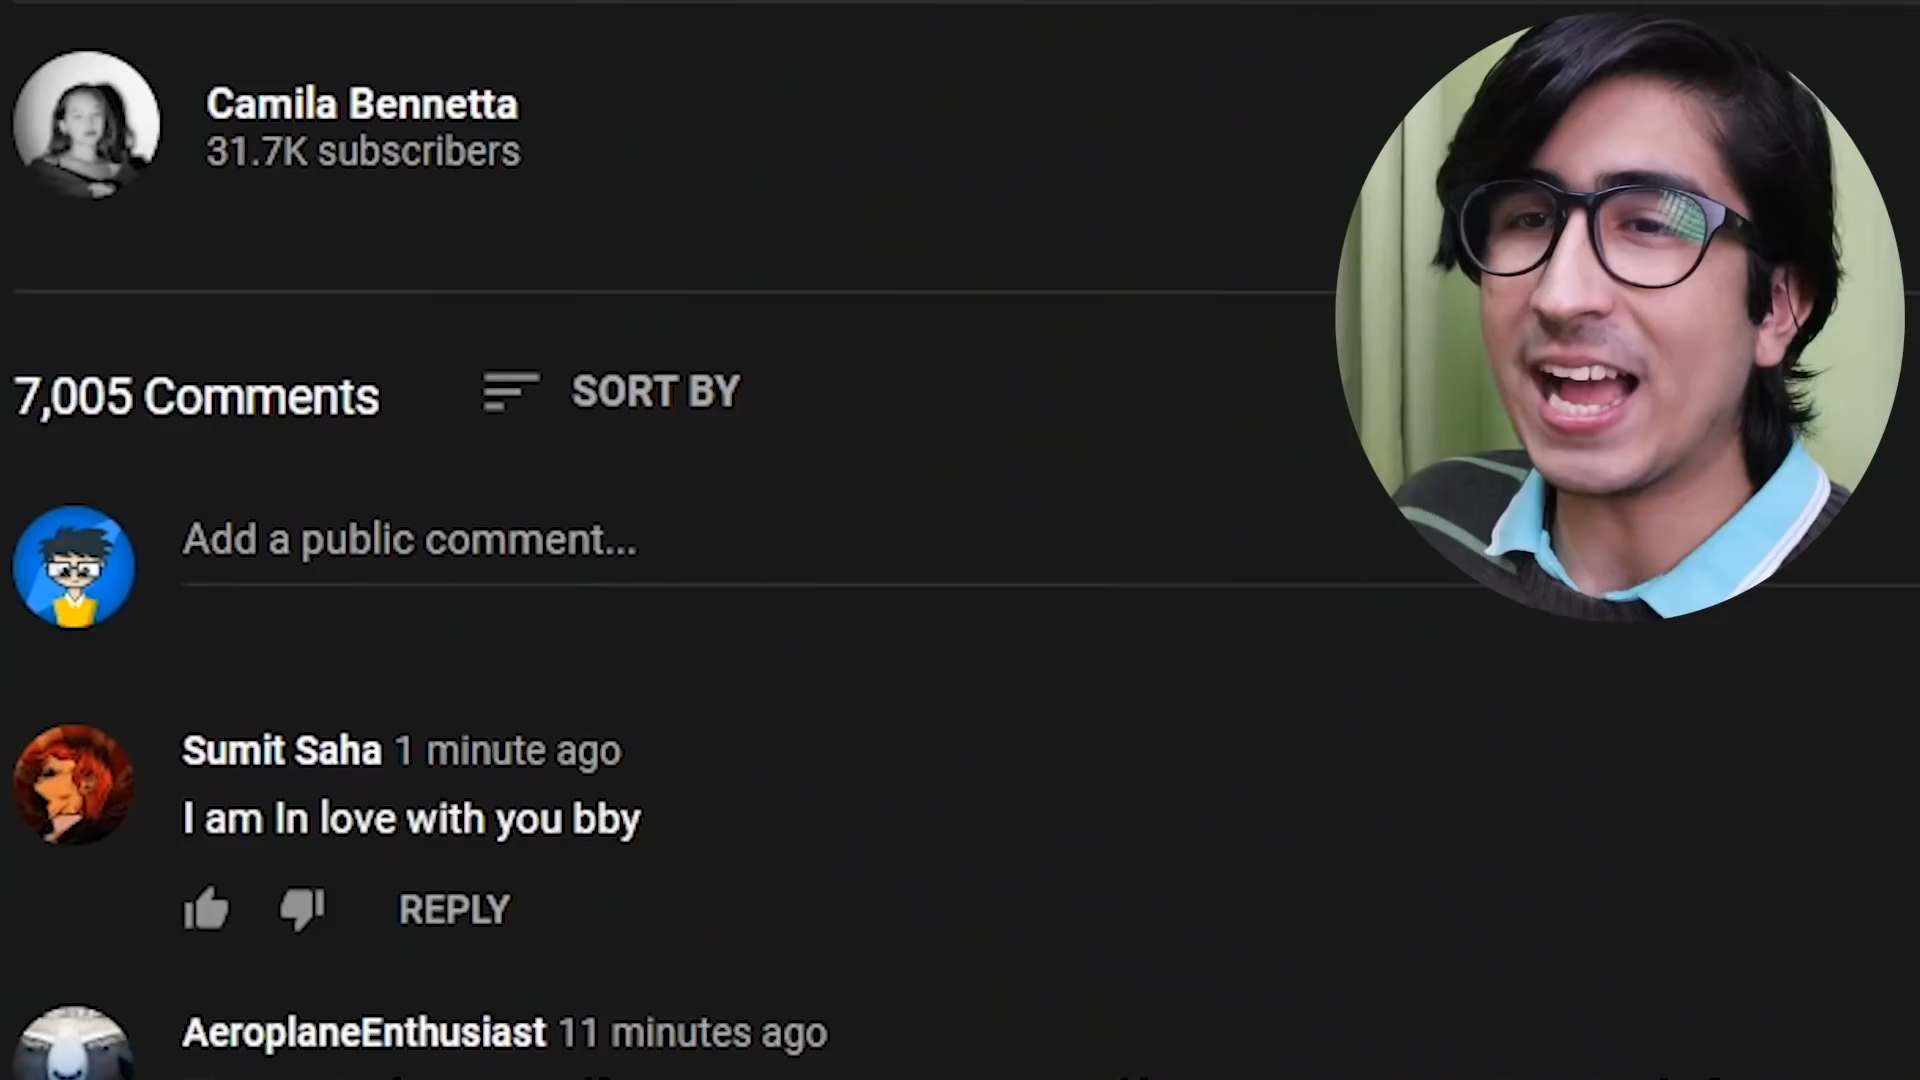 Camila Bennetta
31.7K subscribers
7,005 Comments
SORT BY
Add a public comment...
Sumit Saha 1 minute ago
I am In love with you bby
REPLY
AeroplaneEnthusiast 11 minutes ago